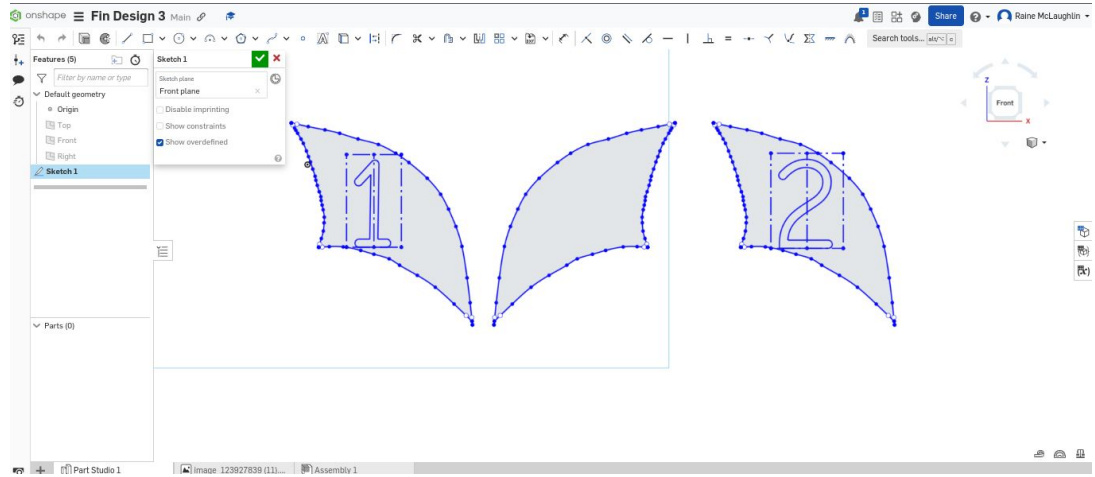 onshape Fin Design 3 Main Share Raine McLaughlin
Search tools... alt/⌥ c
Features (5)
Filter by name or type
Default geometry
Origin
Top
Front
Right
Sketch 1
Parts (0)
Sketch 1
Sketch plane
Front plane
Disable imprinting
Show constraints
Show overdefined
1
2
Z
Front
X
Part Studio 1 Image_123927839 (11).... Assembly 1